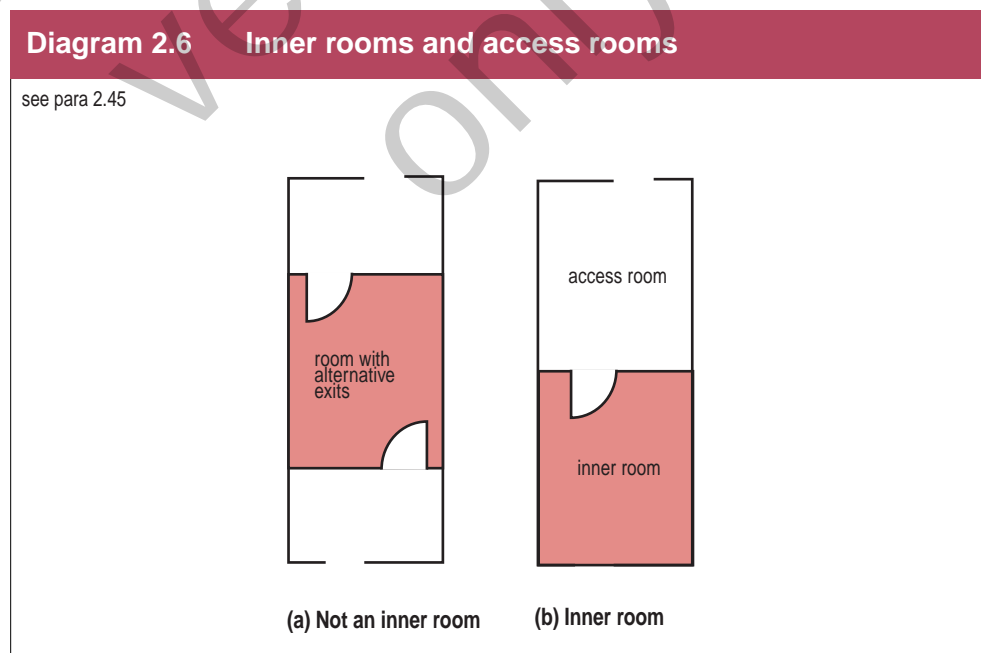 Diagram 2.6 Inner rooms and access rooms
see para 2.45
access room
room with
alternative
exits
inner room
(a) Not an inner room
(b) Inner room
only